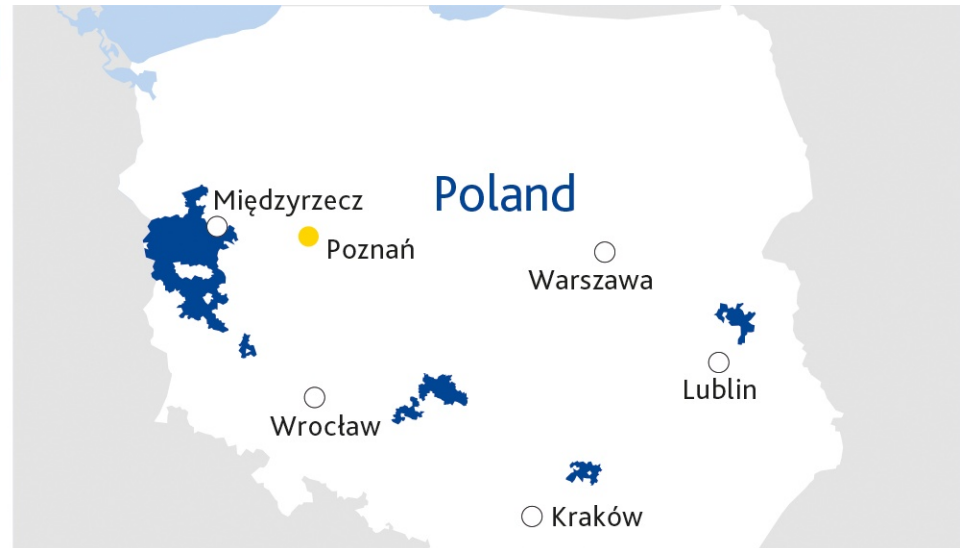 Poland
Międzyrzecz
Poznań
Warszawa
Lublin
Wrocław
Kraków